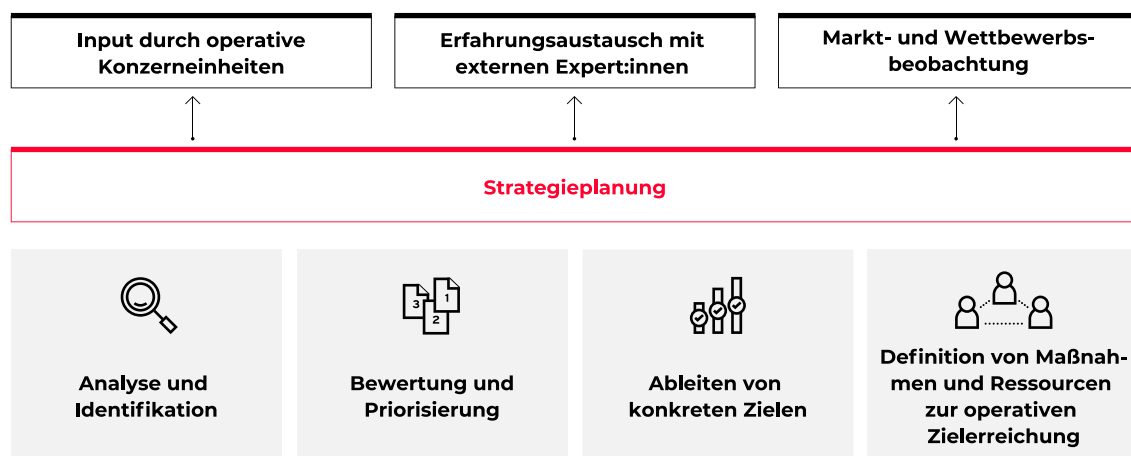 Input durch operative
Konzerneinheiten
Erfahrungsaustausch mit
externen Expert:innen
Markt- und Wettbewerbs-
beobachtung
Strategieplanung
3
1
2
Analyse und
Identifikation
Bewertung und
Priorisierung
Ableiten von
konkreten Zielen
Definition von Maßnah-
men und Ressourcen
zur operativen
Zielerreichung